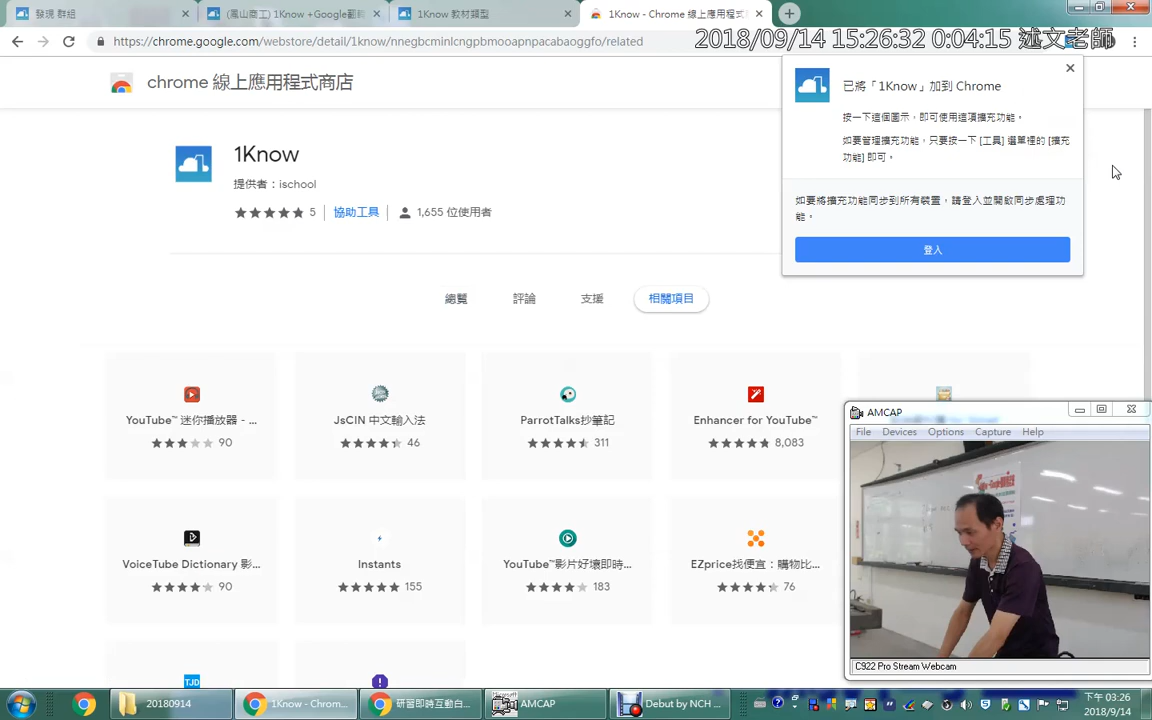 發現 群組
(鳳山商工) 1Know +Google翻轉
1Know 教材類型
1Know - Chrome 線上應用程式
https://chrome.google.com/webstore/detail/1know/nnegbcminlcngpbmooapnpacabaoggfo/related
2018/09/14 15:26:32 0:04:15 述文老師
chrome 線上應用程式商店
已將「1Know」加到 Chrome
按一下這個圖示，即可使用這項擴充功能。
如要管理擴充功能，只要按一下 [工具] 選單裡的 [擴充
功能] 即可。
如要將擴充功能同步到所有裝置，請登入並開啟同步處理功
能。
登入
1Know
提供者：ischool
5 協助工具 1,655 位使用者
總覽 評論 支援 相關項目
YouTube™ 迷你播放器 - ...
90
JsCIN 中文輸入法
46
ParrotTalks抄筆記
311
Enhancer for YouTube™
8,083
VoiceTube Dictionary 影...
90
Instants
155
YouTube™影片好壞即時...
183
EZprice找便宜：購物比...
76
TJD
AMCAP
File Devices Options Capture Help
C922 Pro Stream Webcam
20180914
1Know - Chrom...
研習即時互動白...
AMCAP
Debut by NCH ...
下午 03:26
2018/9/14